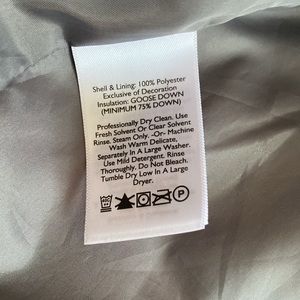 Shell & Lining: 100% Polyester
Exclusive of Decoration
Insulation: GOOSE DOWN
(MINIMUM 75% DOWN)
Professionally Dry Clean. Use
Fresh Solvent Or Clear Solvent
Rinse. Steam Only. -Or- Machine
Wash Warm Delicate,
Separately In A Large Washer.
Use Mild Detergent. Rinse
Thoroughly. Do Not Bleach.
Tumble Dry Low In A Large
Dryer.
P